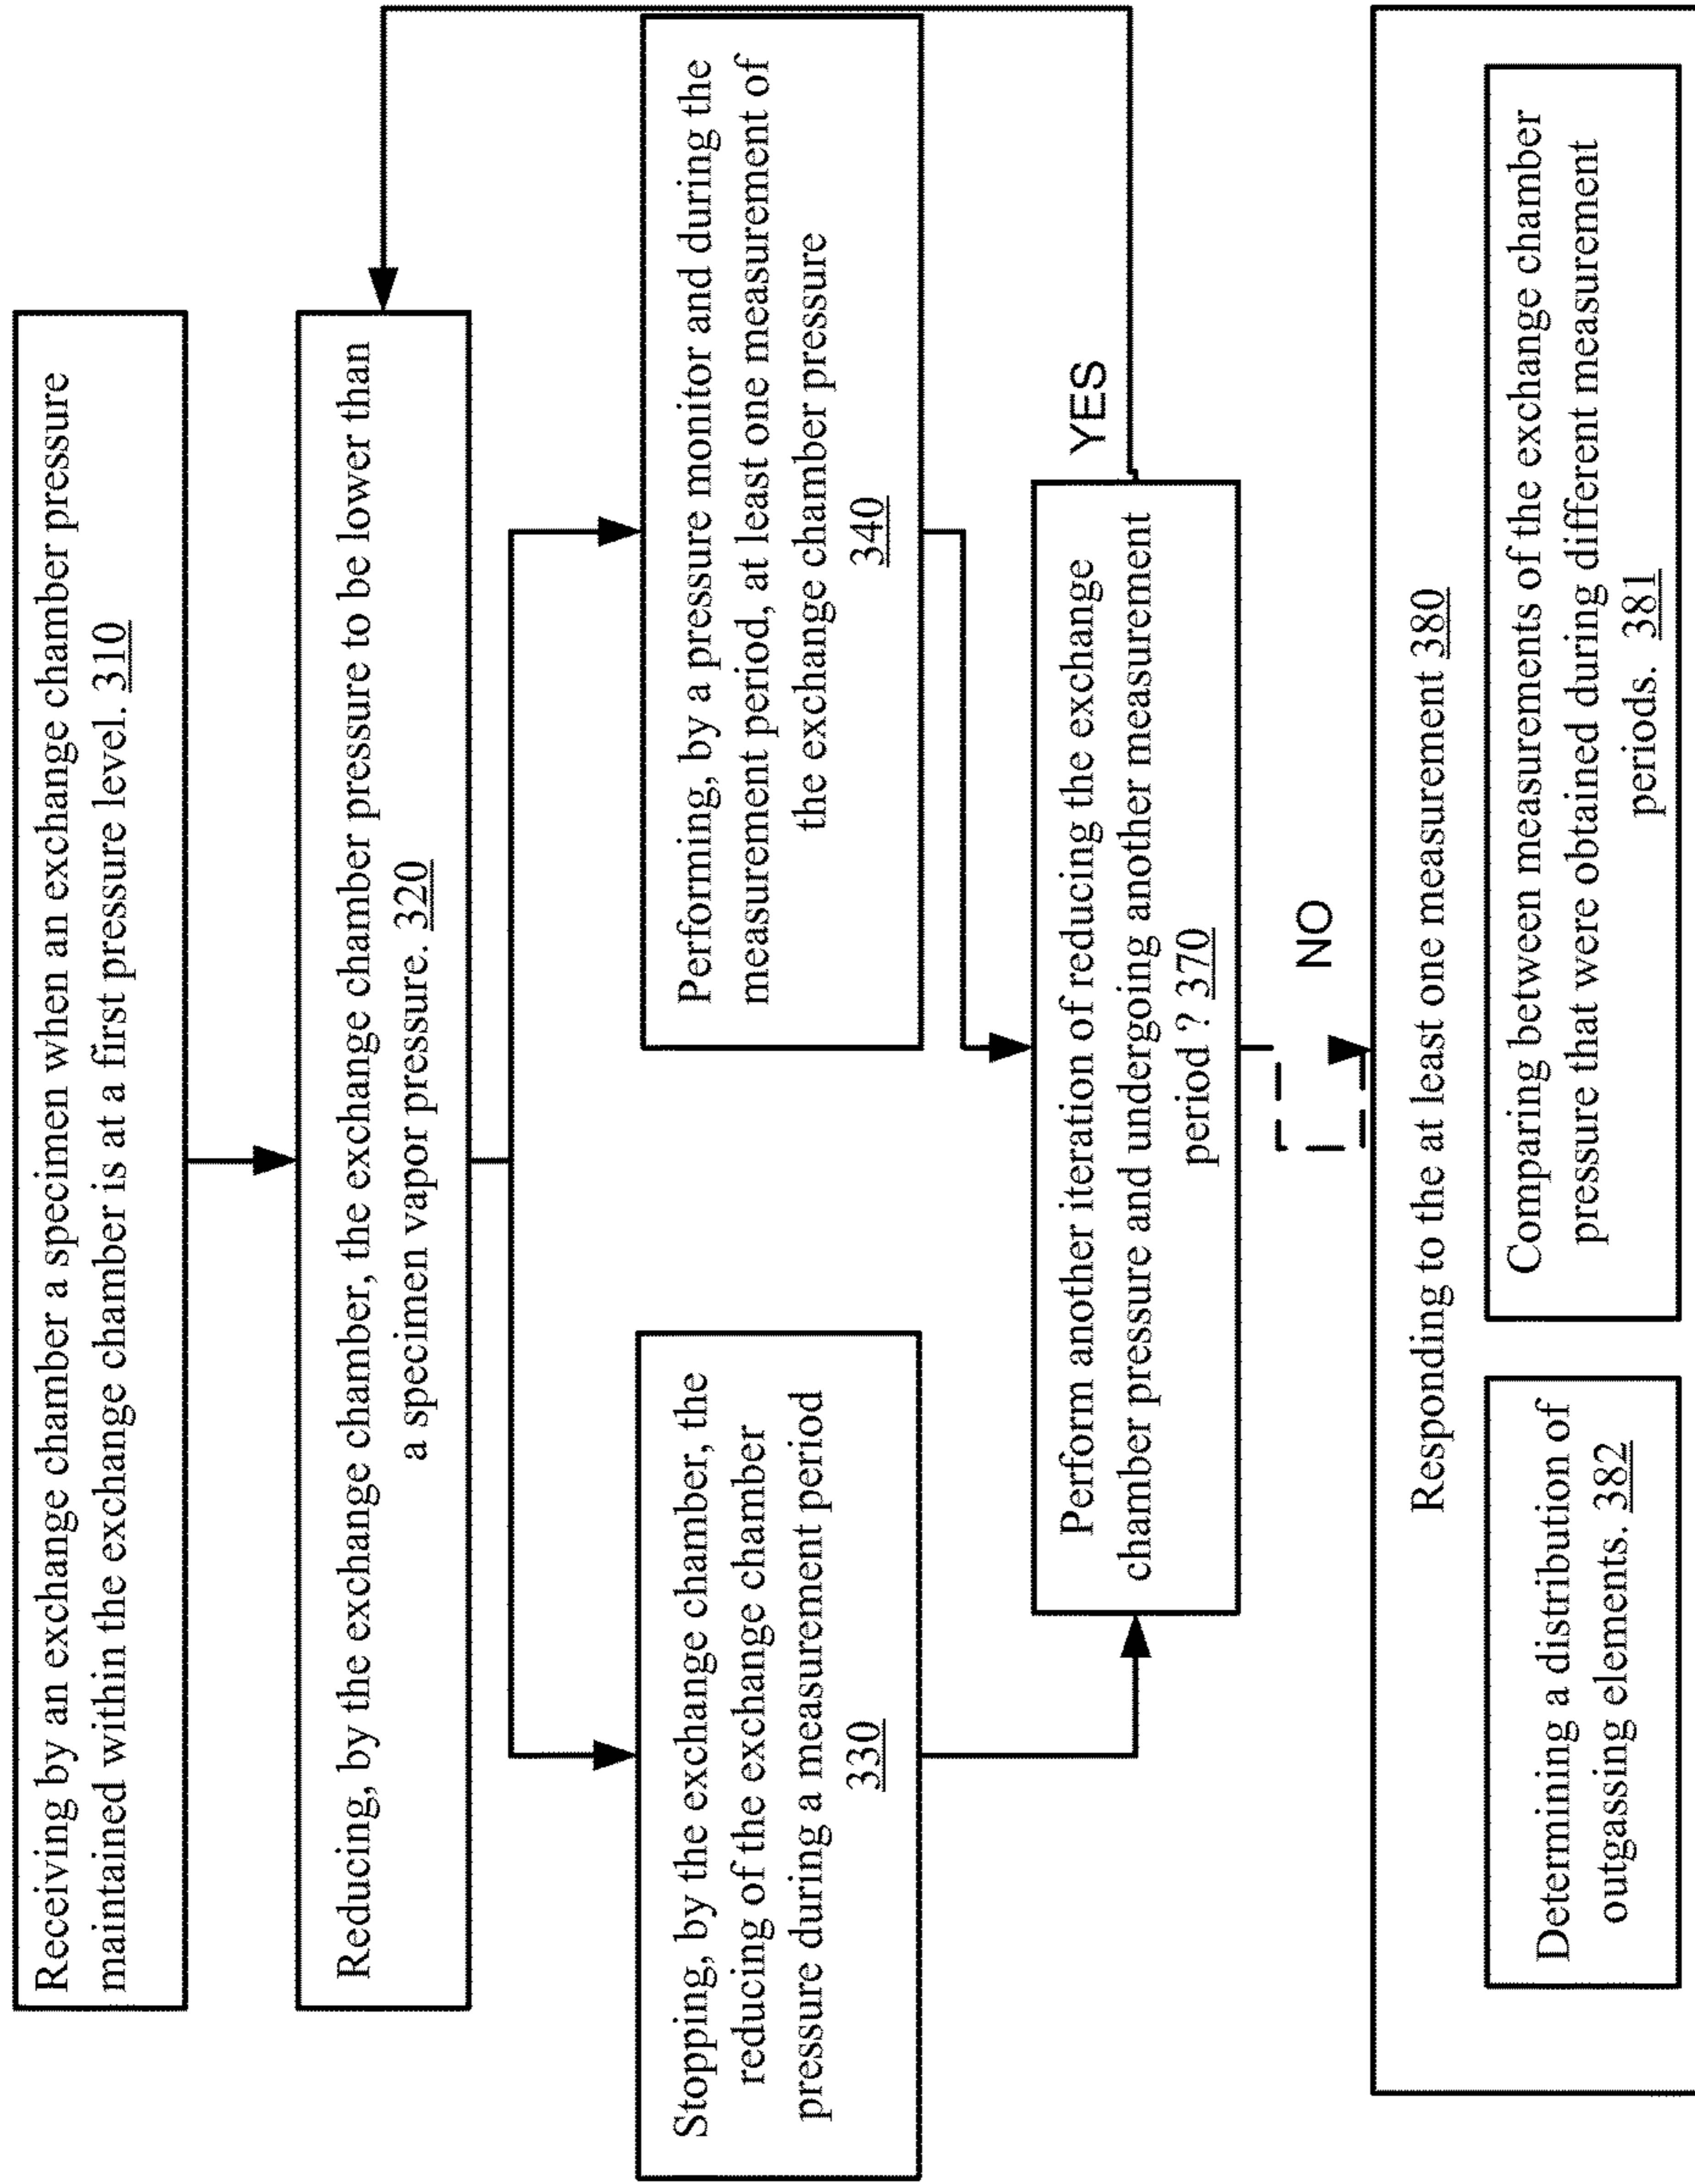 Receiving by an exchange chamber a specimen when an exchange chamber pressure
maintained within the exchange chamber is at a first pressure level. 310
Reducing, by the exchange chamber, the exchange chamber pressure to be lower than
a specimen vapor pressure. 320
Stopping, by the exchange chamber, the
reducing of the exchange chamber
pressure during a measurement period
330
Performing, by a pressure monitor and during the
measurement period, at least one measurement of
the exchange chamber pressure
340
Perform another iteration of reducing the exchange
chamber pressure and undergoing another measurement
period ? 370
YES
NO
Responding to the at least one measurement 380
Determining a distribution of
outgassing elements. 382
Comparing between measurements of the exchange chamber
pressure that were obtained during different measurement
periods. 381